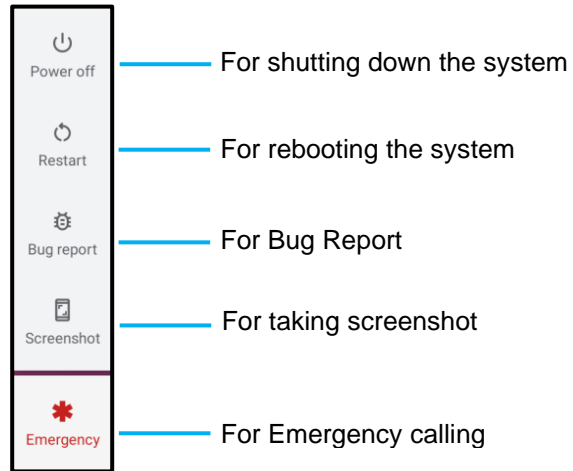 Power off
For shutting down the system
Restart
For rebooting the system
Bug report
For Bug Report
Screenshot
For taking screenshot
Emergency
For Emergency calling